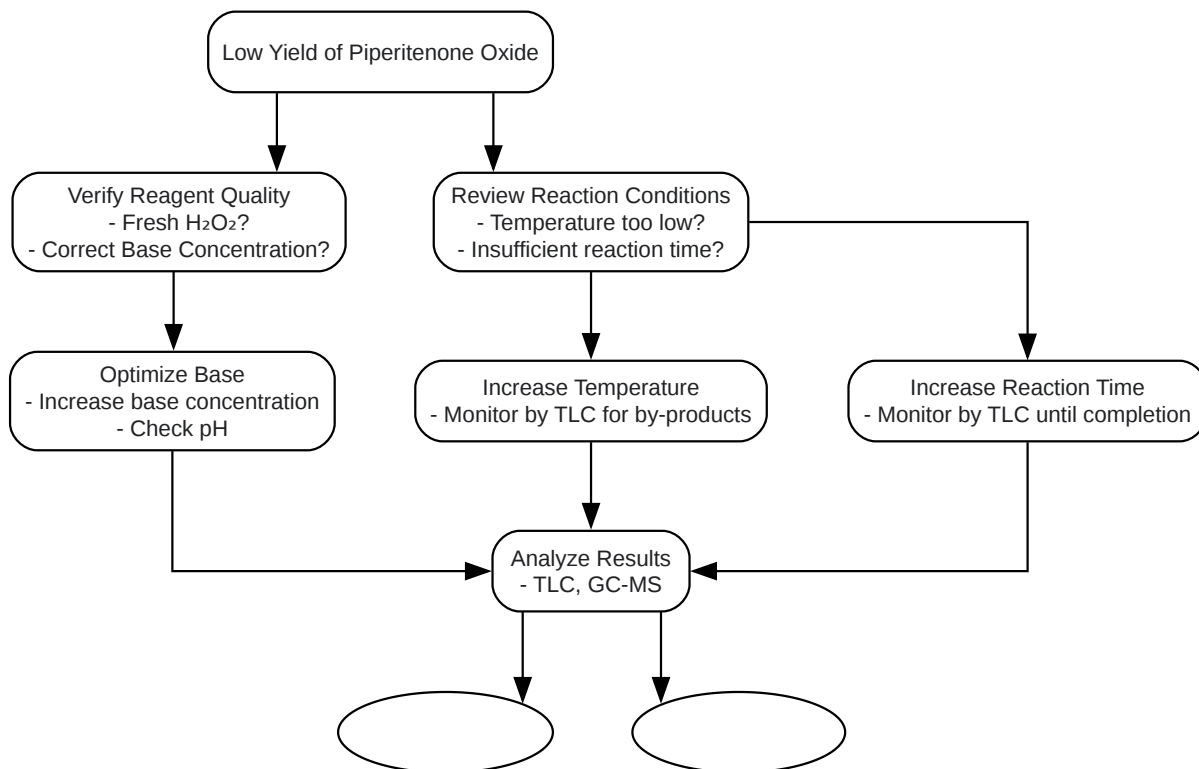 Low Yield of Piperitenone Oxide
Verify Reagent Quality
- Fresh H₂O₂?
- Correct Base Concentration?
Review Reaction Conditions
- Temperature too low?
- Insufficient reaction time?
Optimize Base
- Increase base concentration
- Check pH
Increase Temperature
- Monitor by TLC for by-products
Increase Reaction Time
- Monitor by TLC until completion
Analyze Results
- TLC, GC-MS